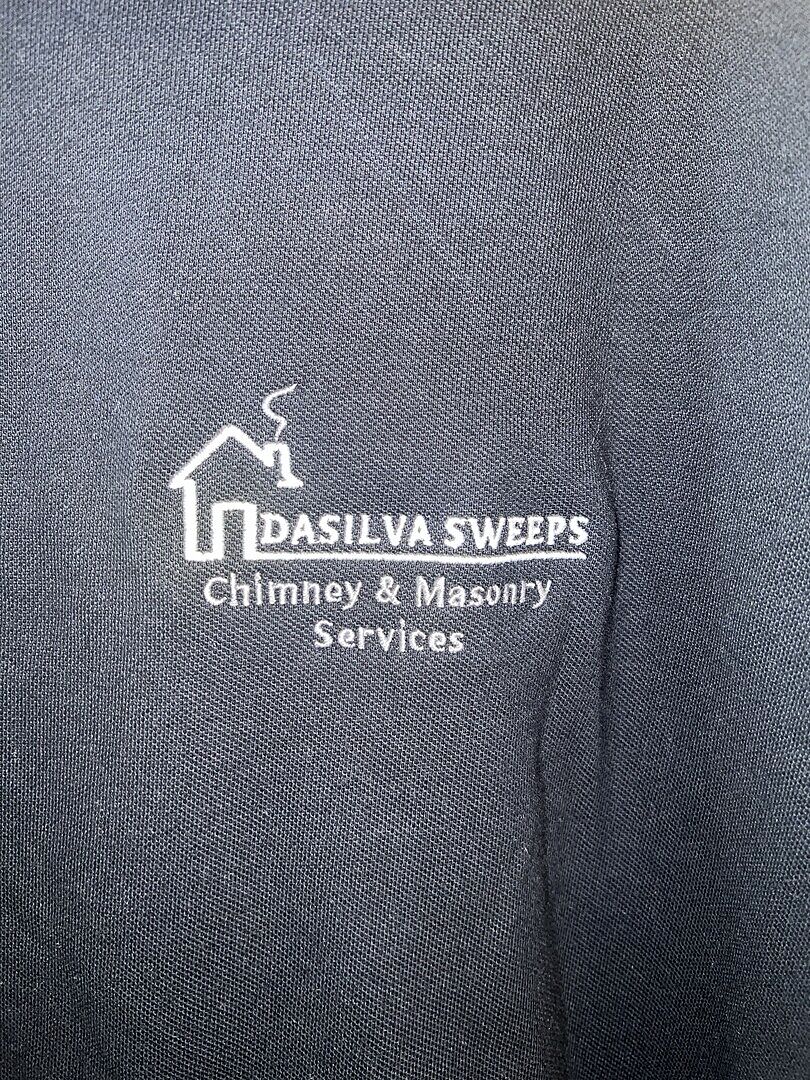 DASILVA SWEEPS
Chimney & Masonry
Services